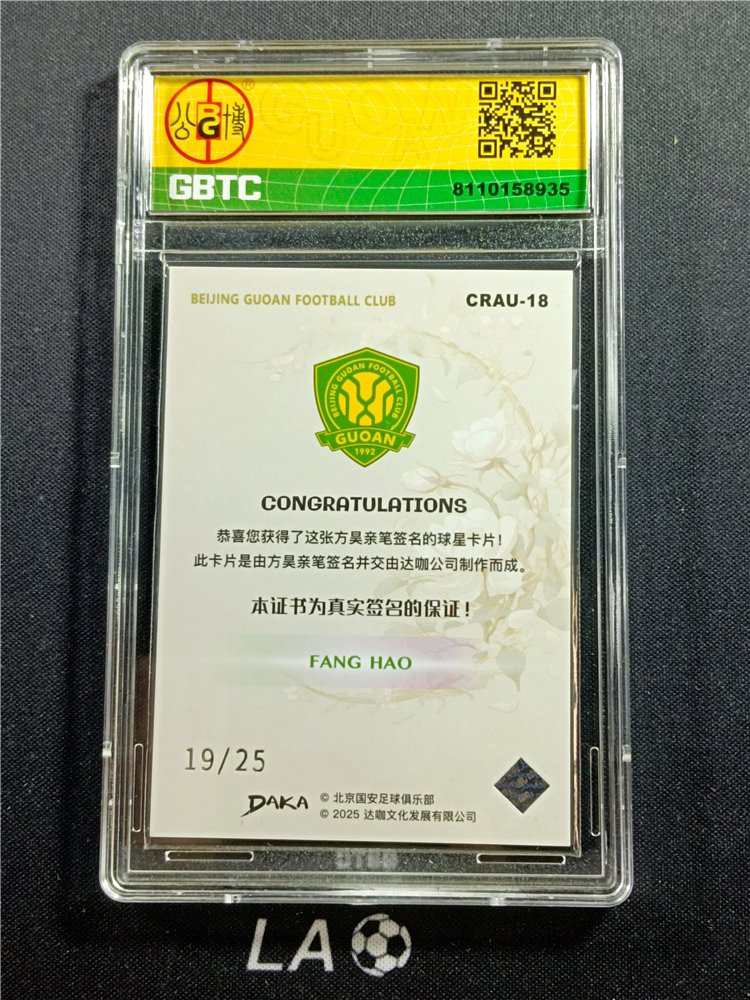 公 BG 博 ®
GBTC
8110158935
BEIJING GUOAN FOOTBALL CLUB
CRAU-18
BEIJING GUOAN FOOTBALL CLUB
GUOAN
1992
CONGRATULATIONS
恭喜您获得了这张方昊亲笔签名的球星卡片！
此卡片是由方昊亲笔签名并交由达咖公司制作而成。
本证书为真实签名的保证！
FANG HAO
19/25
DAKA
© 北京国安足球俱乐部
© 2025 达咖文化发展有限公司
LA